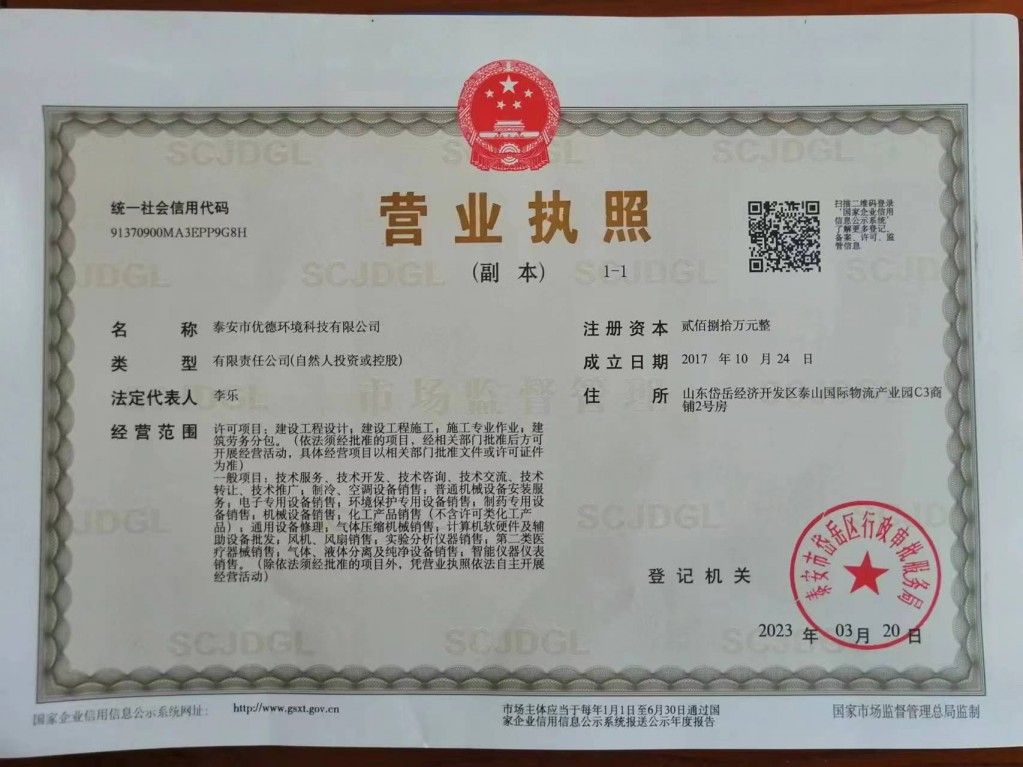 营业执照
(副 本) 1-1
统一社会信用代码
91370900MA3EPP9G8H
扫描二维码登录
'国家企业信用
信息公示系统'
了解更多登记、
备案、许可、监
管信息
名 称 泰安市优德环境科技有限公司
类 型 有限责任公司(自然人投资或控股)
法定代表人 李乐
经营范围 许可项目:建设工程设计;建设工程施工;施工专业作业;建
筑劳务分包。(依法须经批准的项目,经相关部门批准后方可
开展经营活动,具体经营项目以相关部门批准文件或许可证件
为准)
一般项目:技术服务、技术开发、技术咨询、技术交流、技术
转让、技术推广;制冷、空调设备销售;普通机械设备安装服
务;电子专用设备销售;环境保护专用设备销售;制药专用设
备销售;机械设备销售;化工产品销售(不含许可类化工产
品);通用设备修理;气体压缩机械销售;计算机软硬件及辅
助设备批发;风机、风扇销售;实验分析仪器销售;第二类医
疗器械销售;气体、液体分离及纯净设备销售;智能仪器仪表
销售。(除依法须经批准的项目外,凭营业执照依法自主开展
经营活动)
注册资本 贰佰捌拾万元整
成立日期 2017 年 10 月 24 日
住 所 山东岱岳经济开发区泰山国际物流产业园C3商
铺2号房
登记机关
泰安市岱岳区行政审批服务局
2023 年 03月 20 日
SCJDGL
市场监督管理
国家企业信用信息公示系统网址: http://www.gsxt.gov.cn
市场主体应当于每年1月1日至6月30日通过国
家企业信用信息公示系统报送公示年度报告
国家市场监督管理总局监制